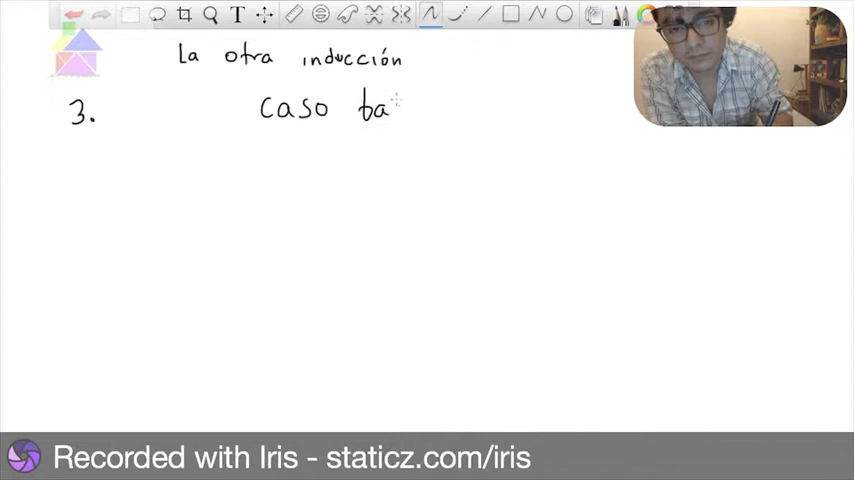 La otra inducción
3. caso ba
Recorded with Iris - staticz.com/iris